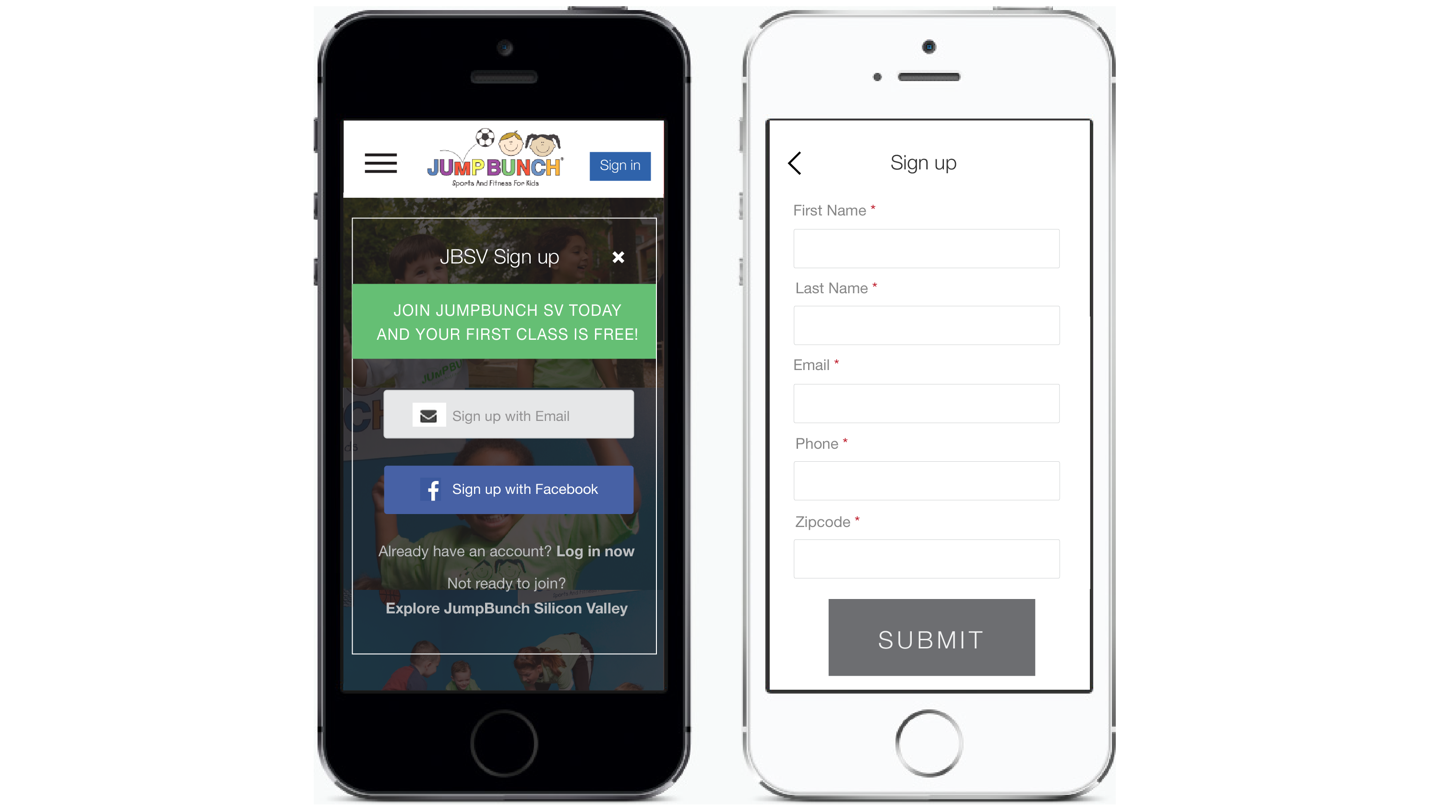 JUMPBUNCH®
Sports And Fitness For Kids
Sign in
JBSV Sign up
JOIN JUMPBUNCH SV TODAY
AND YOUR FIRST CLASS IS FREE!
JUMPBU
Sign up with Email
f Sign up with Facebook
Already have an account? Log in now
Not ready to join?
Explore JumpBunch Silicon Valley
Sign up
First Name *
Last Name *
Email *
Phone *
Zipcode *
SUBMIT